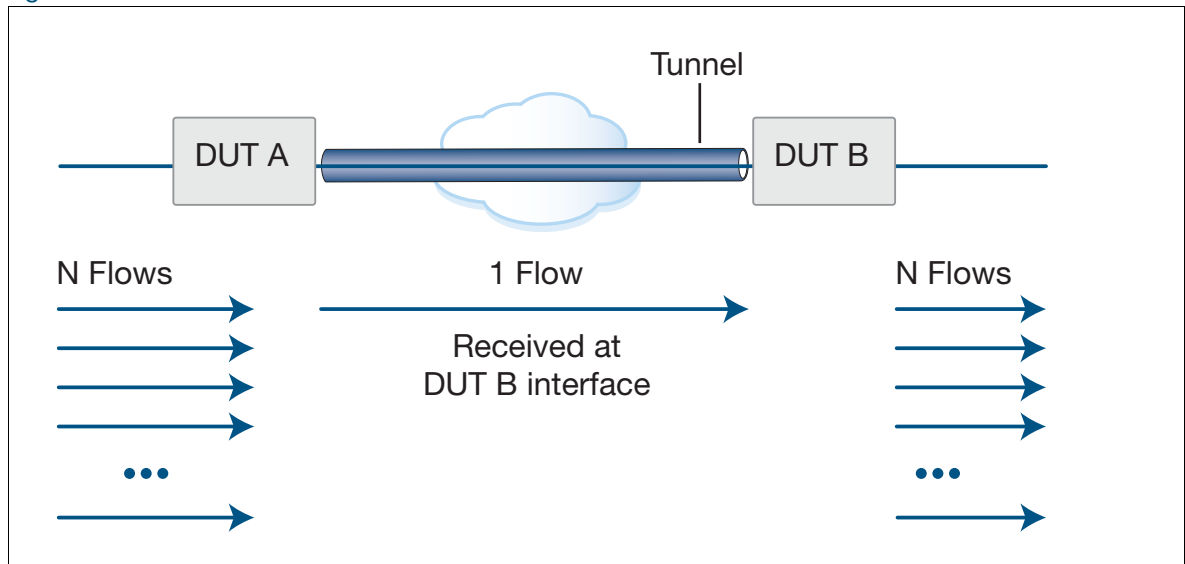 Tunnel
DUT A
DUT B
N Flows
1 Flow
N Flows
Received at
DUT B interface